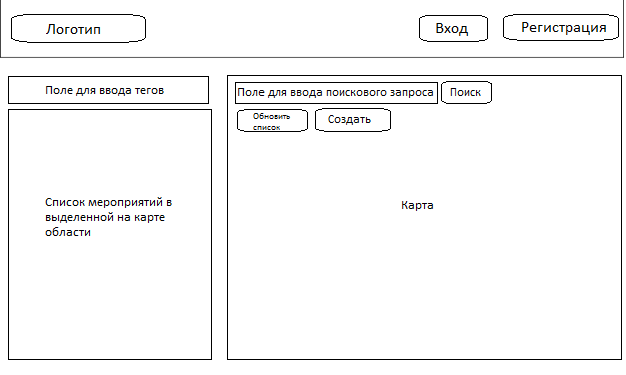 Логотип
Вход
Регистрация
Поле для ввода тегов
Поле для ввода поискового запроса
Поиск
Обновить
список
Создать
Список мероприятий в
выделенной на карте
области
Карта